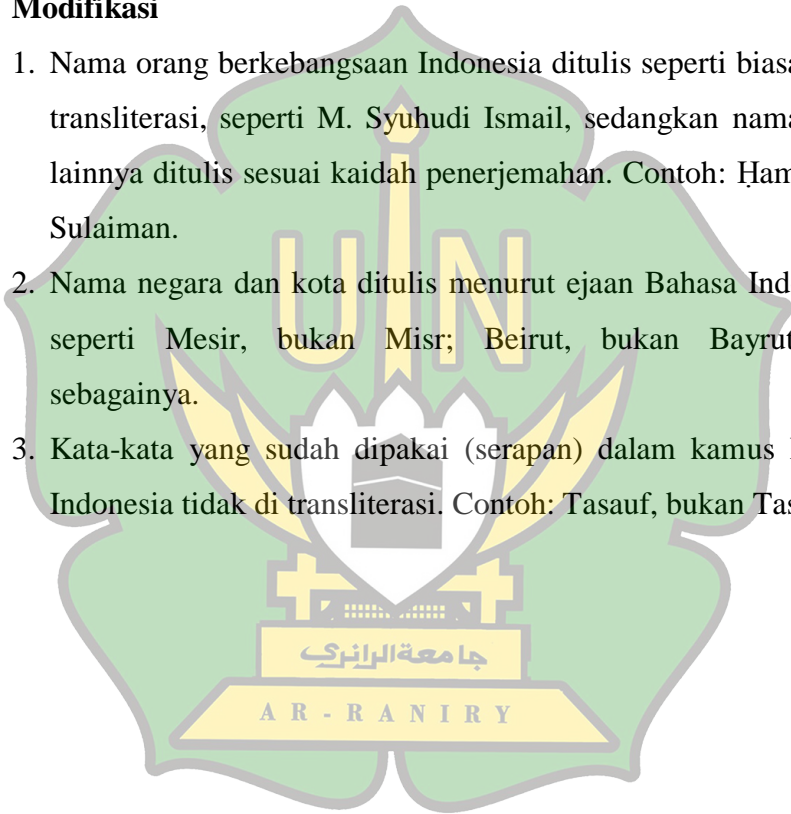 Modifikasi
1. Nama orang berkebangsaan Indonesia ditulis seperti biasa
transliterasi, seperti M. Syuhudi Ismail, sedangkan nama
lainnya ditulis sesuai kaidah penerjemahan. Contoh: Ḥam
Sulaiman.
2. Nama negara dan kota ditulis menurut ejaan Bahasa Ind
seperti Mesir, bukan Misr; Beirut, bukan Bayrut
sebagainya.
3. Kata-kata yang sudah dipakai (serapan) dalam kamus
Indonesia tidak di transliterasi. Contoh: Tasauf, bukan Tas
UIN
جامعة الرانري
AR-RANIRY